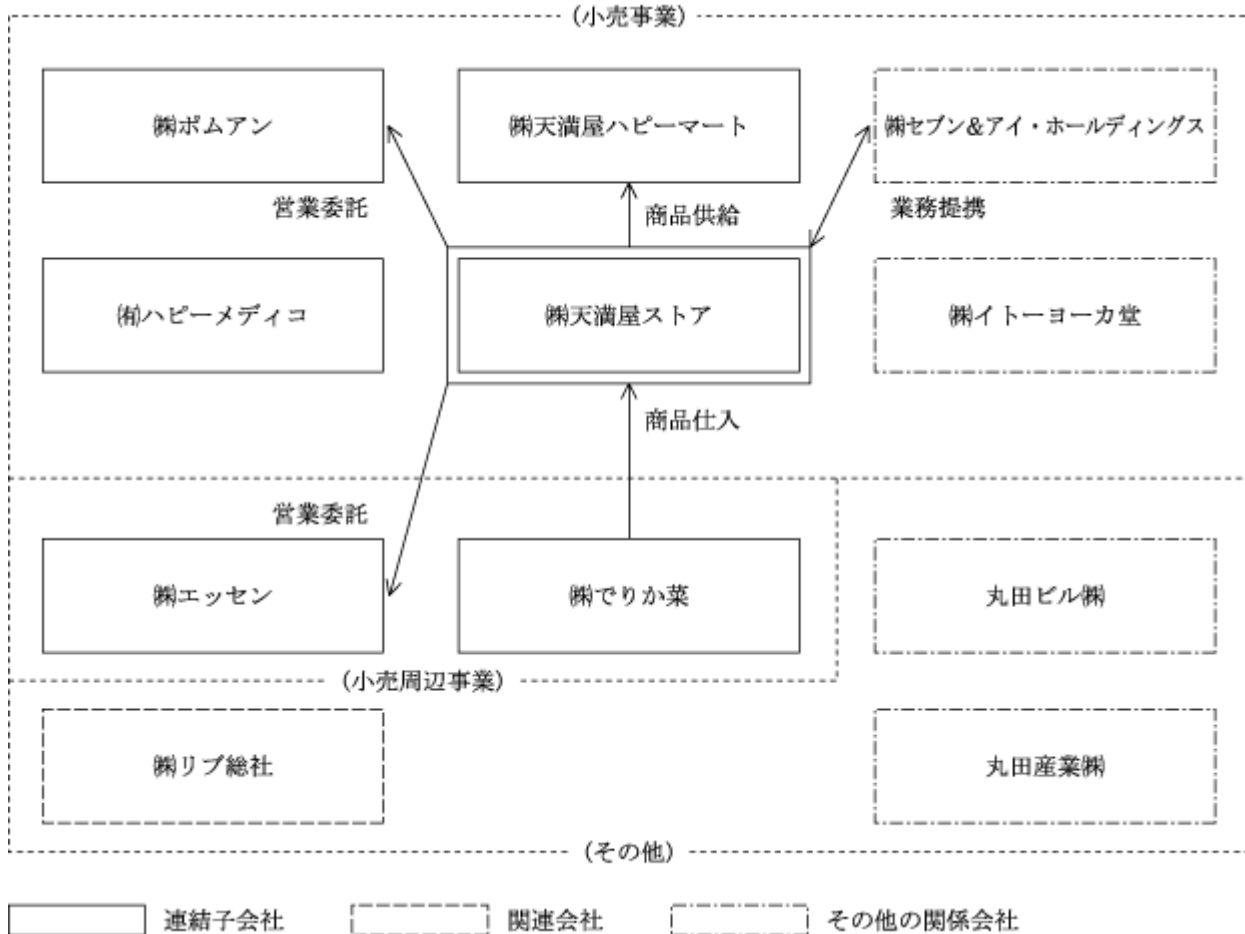 (小売事業)
㈱ポムアン
㈱天満屋ハピーマート
㈱セブン&アイ・ホールディングス
営業委託
商品供給
業務提携
㈲ハピーメディコ
㈱天満屋ストア
㈱イトーヨーカ堂
商品仕入
営業委託
㈱エッセン
㈱でりか菜
丸田ビル㈱
(小売周辺事業)
㈱リブ総社
丸田産業㈱
(その他)
連結子会社
関連会社
その他の関係会社